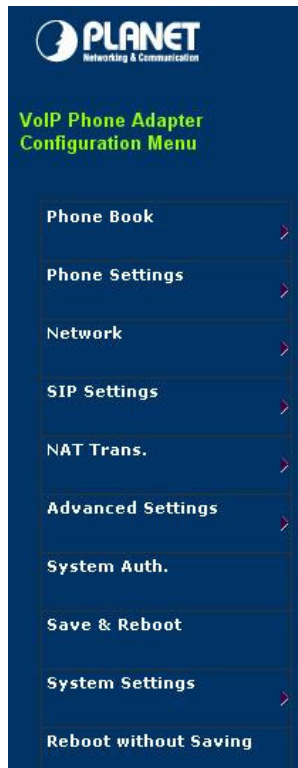 PLANET
Networking & Communication
VoIP Phone Adapter
Configuration Menu
Phone Book
Phone Settings
Network
SIP Settings
NAT Trans.
Advanced Settings
System Auth.
Save & Reboot
System Settings
Reboot without Saving